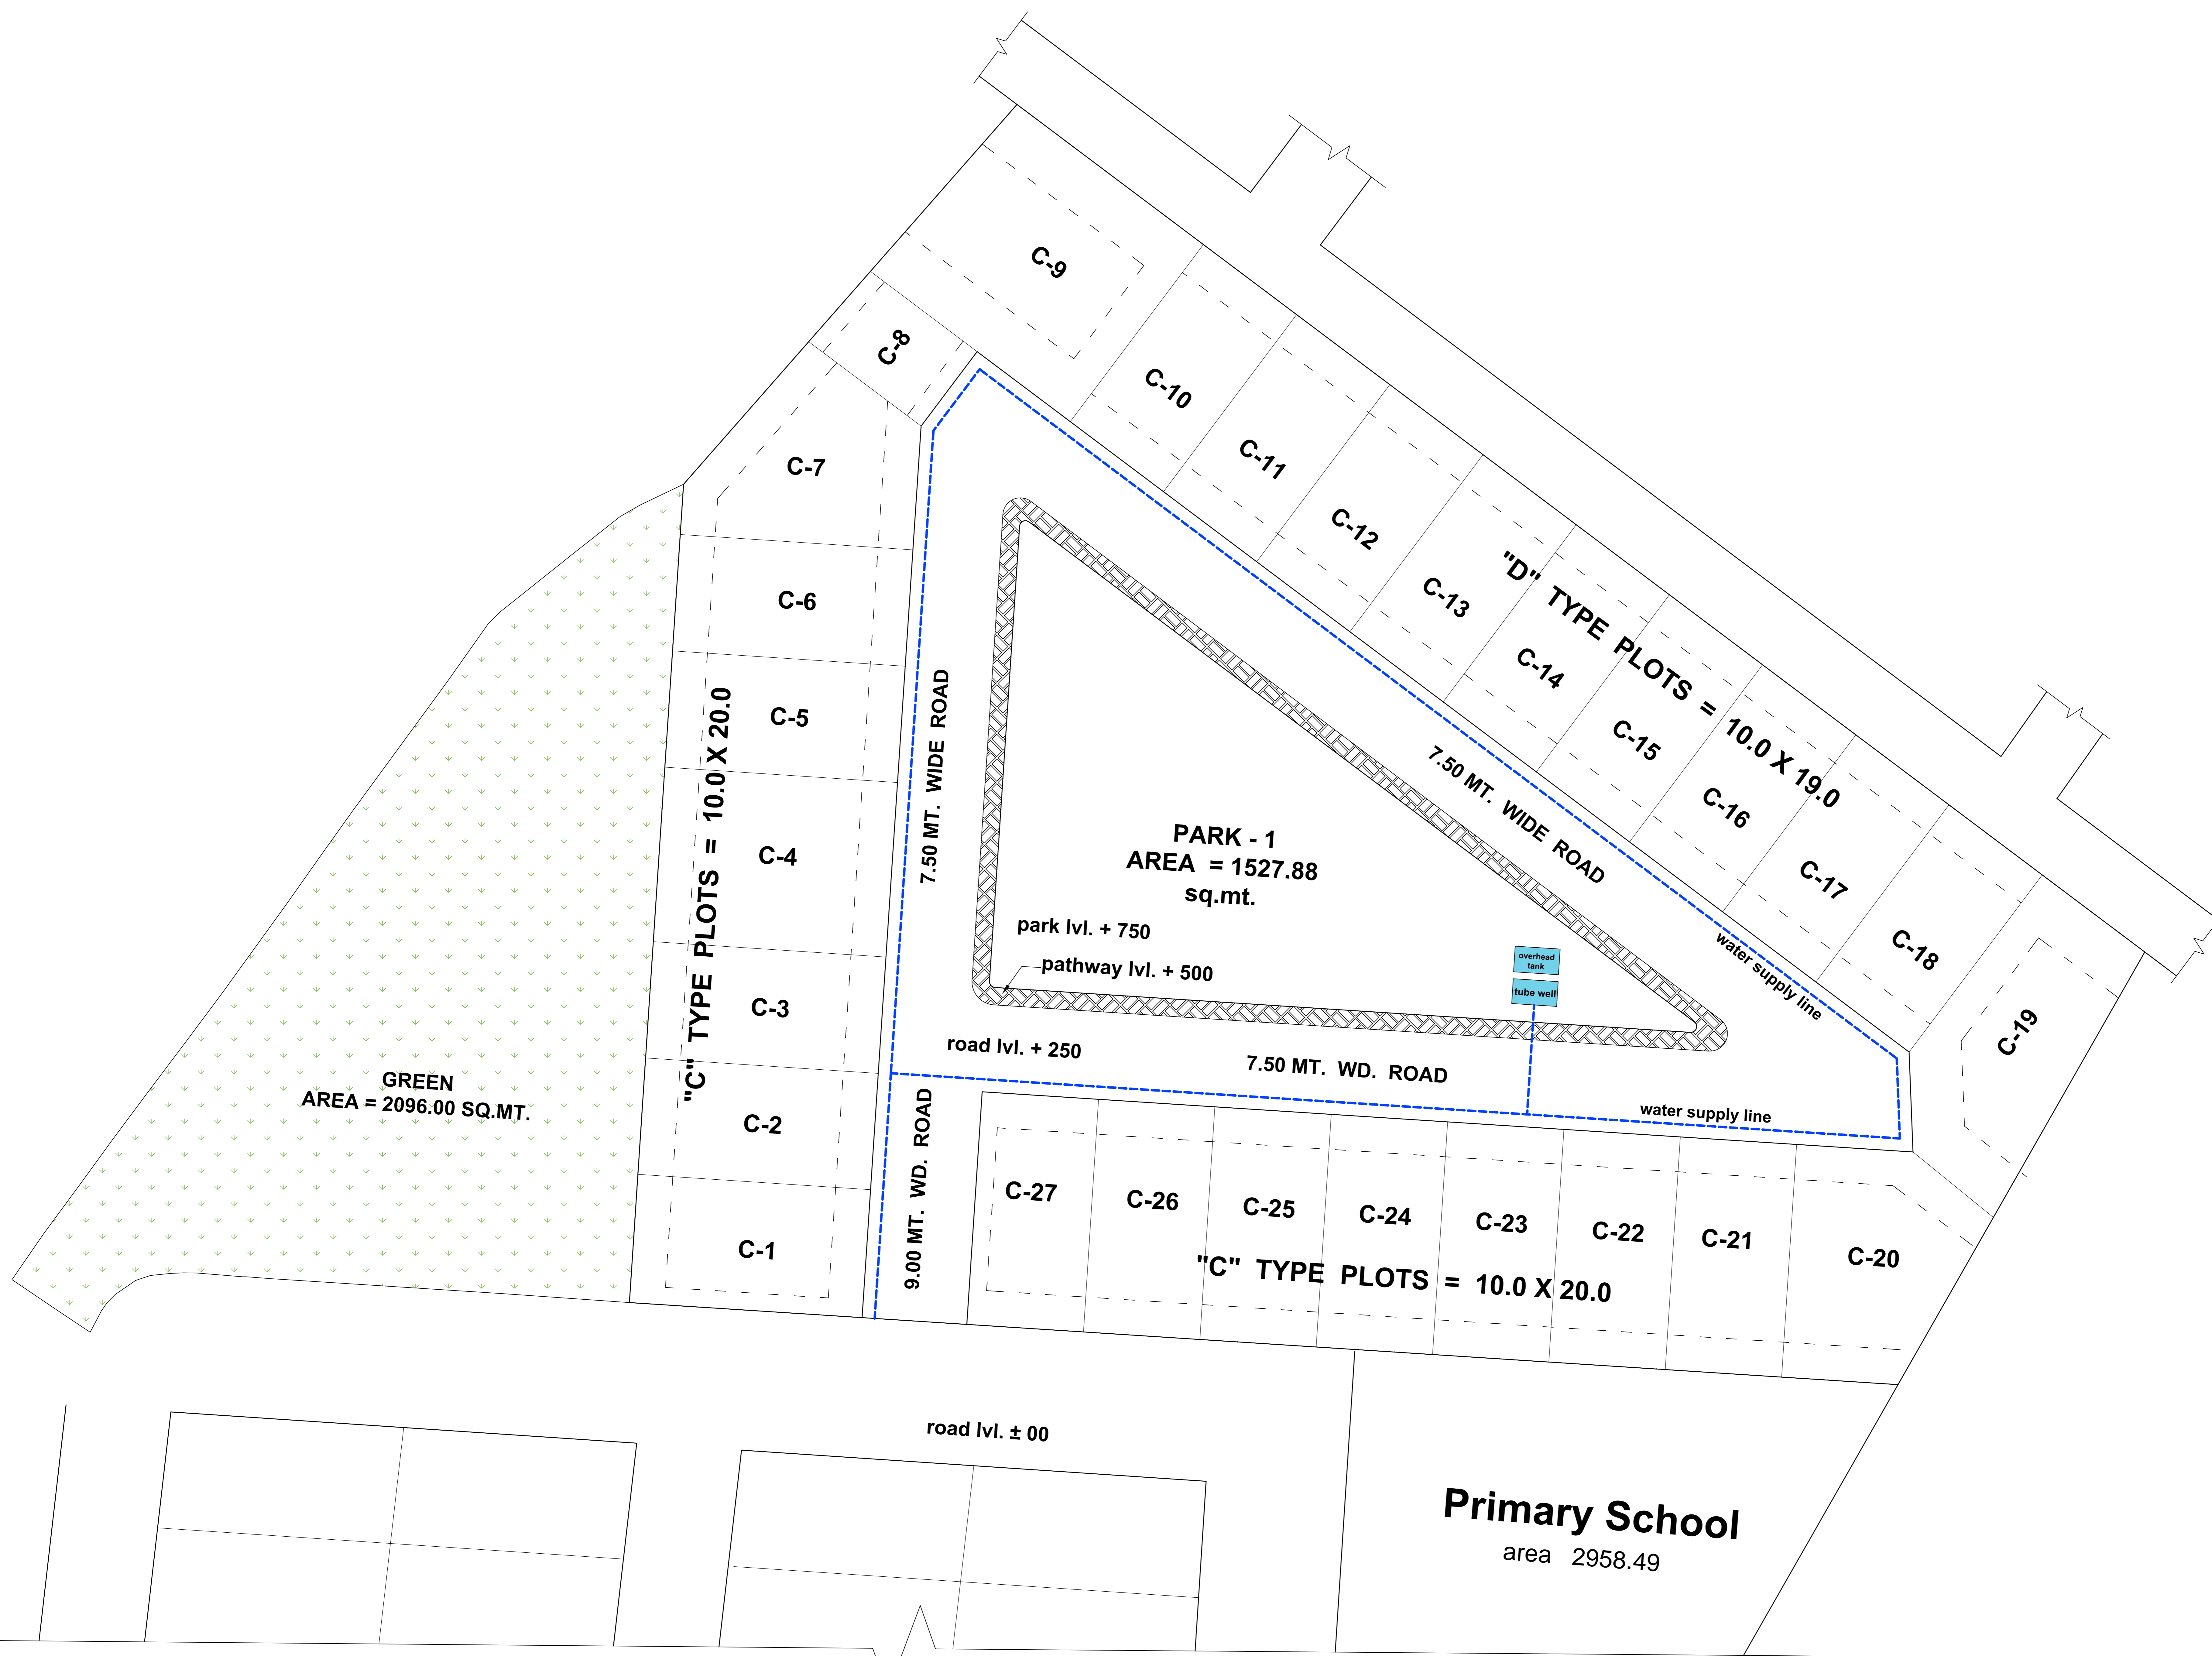 C-9
C-8
C-10
C-7
C-11
C-12
C-6
C-13
"D" TYPE PLOTS = 10.0 X 19.0
C-14
C-5
C-15
C-16
C-4
C-17
C-18
C-3
C-19
C-2
C-1
"C" TYPE PLOTS = 10.0 X 20.0
7.50 MT. WIDE ROAD
7.50 MT. WIDE ROAD
PARK - 1
AREA = 1527.88
sq.mt.
park lvl. + 750
pathway lvl. + 500
overhead
tank
tube well
water supply line
road lvl. + 250
7.50 MT. WD. ROAD
water supply line
9.00 MT. WD. ROAD
GREEN
AREA = 2096.00 SQ.MT.
C-27
C-26
C-25
C-24
C-23
C-22
C-21
C-20
"C" TYPE PLOTS = 10.0 X 20.0
road lvl. ± 00
Primary School
area 2958.49